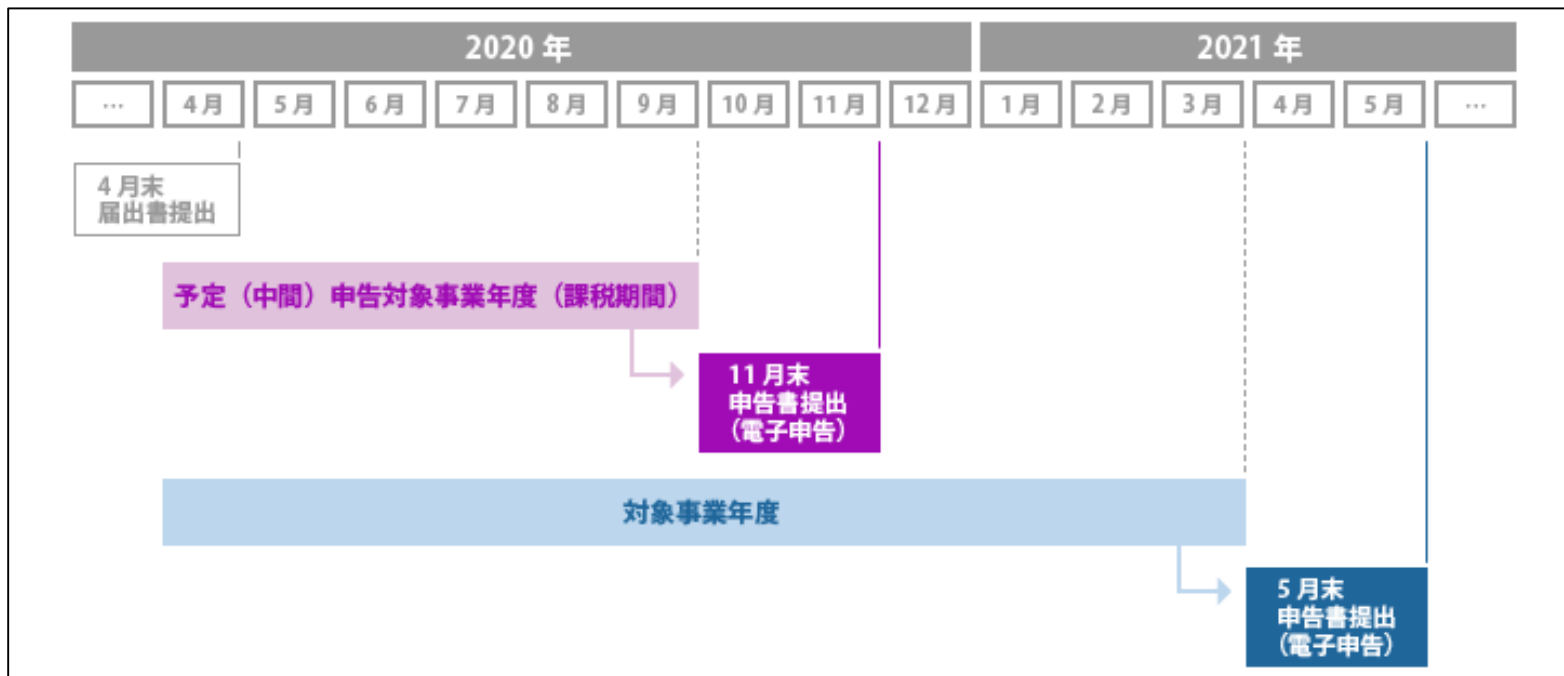 2020 年
2021 年
…
4 月
5 月
6 月
7 月
8 月
9 月
10 月
11 月
12 月
1 月
2 月
3 月
4 月
5 月
…
4 月末
届出書提出
予定（中間）申告対象事業年度（課税期間）
11 月末
申告書提出
（電子申告）
対象事業年度
5 月末
申告書提出
（電子申告）